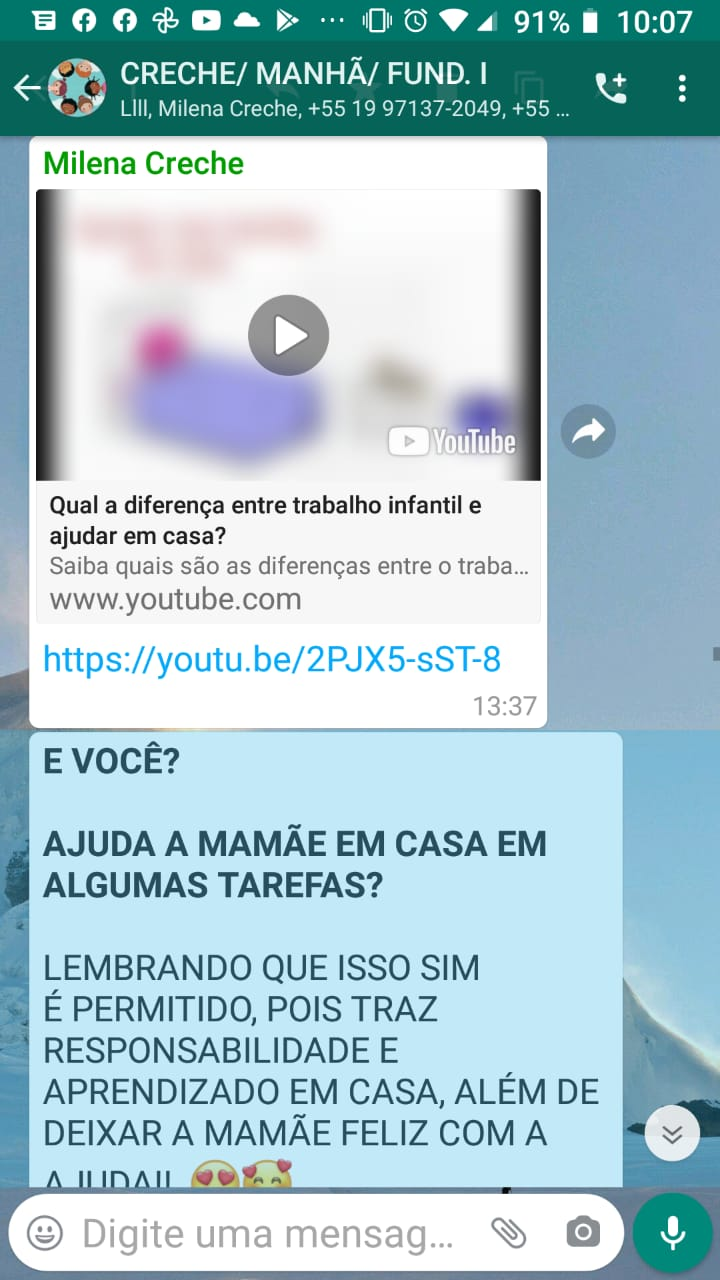 91% 10:07
CRECHE/ MANHÃ/ FUND. I
Llll, Milena Creche, +55 19 97137-2049, +55 ...
Milena Creche
YouTube
Qual a diferença entre trabalho infantil e
ajudar em casa?
Saiba quais são as diferenças entre o traba...
www.youtube.com
https://youtu.be/2PJX5-sST-8
13:37
E VOCÊ?
AJUDA A MAMÃE EM CASA EM
ALGUMAS TAREFAS?
LEMBRANDO QUE ISSO SIM
É PERMITIDO, POIS TRAZ
RESPONSABILIDADE E
APRENDIZADO EM CASA, ALÉM DE
DEIXAR A MAMÃE FELIZ COM A
AJUDA!! 😍🥰
Digite uma mensag...